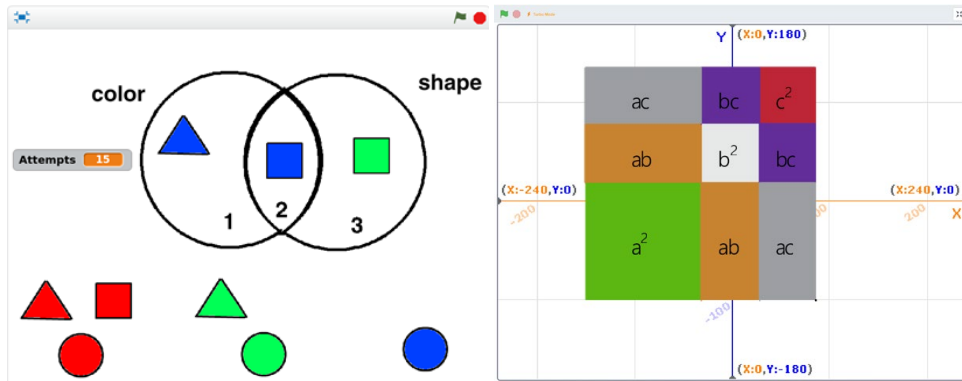 color
shape
Attempts 15
1
2
3
Y
(X:0,Y:180)
ac
bc
c²
ab
b²
bc
(X:-240,Y:0)
(X:240,Y:0)
-200
200
X
a²
ab
ac
-100
(X:0,Y:-180)